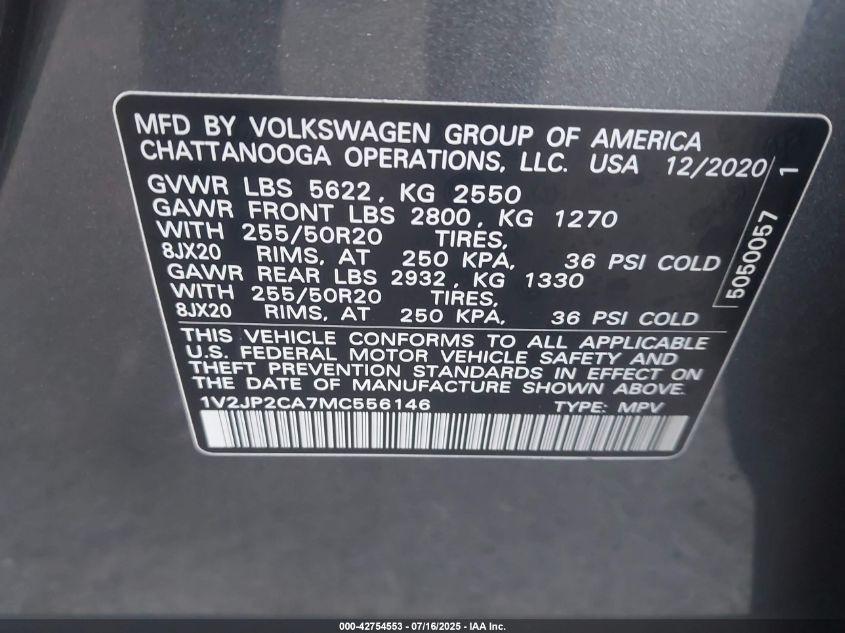 MFD BY VOLKSWAGEN GROUP OF AMERICA
CHATTANOOGA OPERATIONS, LLC. USA 12/2020
GVWR LBS 5622, KG 2550
GAWR FRONT LBS 2800, KG 1270
WITH 255/50R20 TIRES,
8JX20 RIMS, AT 250 KPA, 36 PSI COLD
GAWR REAR LBS 2932, KG 1330
WITH 255/50R20 TIRES,
8JX20 RIMS, AT 250 KPA, 36 PSI COLD
THIS VEHICLE CONFORMS TO ALL APPLICABLE
U.S. FEDERAL MOTOR VEHICLE SAFETY AND
THEFT PREVENTION STANDARDS IN EFFECT ON
THE DATE OF MANUFACTURE SHOWN ABOVE.
1V2JP2CA7MC556146 TYPE: MPV
5050057 1
000-42754553 - 07/16/2025 - IAA Inc.